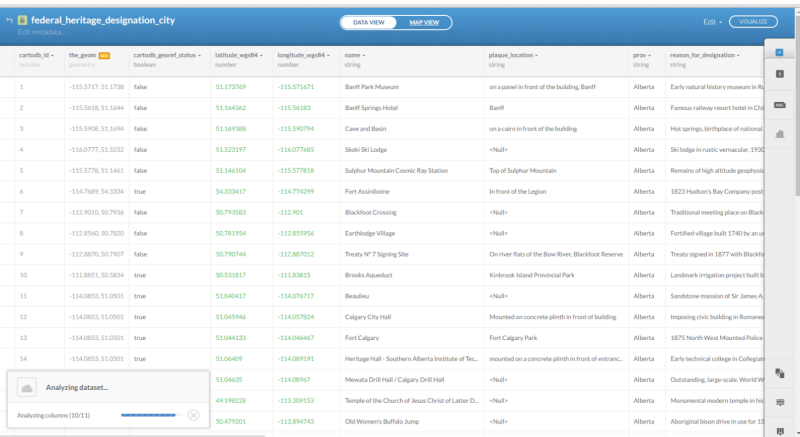 federal_heritage_designation_city
Edit metadata...
DATA VIEW MAP VIEW
Edit VISUALIZE
cartodb_id the_geom GEO cartodb_georef_status latitude_wgs84 longitude_wgs84 name plaque_location prov reason_for_designation
number geometry boolean number number string string string string
1 -115.5717, 51.1738 false 51.173769 -115.571671 Banff Park Museum on a panel in front of the building, Banff Alberta Early natural history museum in Ru
2 -115.5618, 51.1644 false 51.164362 -115.56183 Banff Springs Hotel Banff Alberta Famous railway resort hotel in Châ
3 -115.5908, 51.1694 false 51.169388 -115.590794 Cave and Basin on a cairn in front of the building Alberta Hot springs, birthplace of national
4 -116.0777, 51.5232 false 51.523197 -116.077685 Skoki Ski Lodge <Null> Alberta Ski lodge in rustic vernacular, 1930
5 -115.5778, 51.1461 false 51.146104 -115.577818 Sulphur Mountain Cosmic Ray Station Top of Sulphur Mountain Alberta Remains of high altitude geophysic
6 -114.7689, 54.3334 true 54.333417 -114.774299 Fort Assiniboine In front of the Legion Alberta 1823 Hudson's Bay Company post
7 -112.9010, 50.7936 false 50.793583 -112.901 Blackfoot Crossing <Null> Alberta Traditional meeting place on Black
8 -112.8560, 50.7820 false 50.781954 -112.855956 Earthlodge Village <Null> Alberta Fortified village built 1740 by an u
9 -112.8870, 50.7907 false 50.790744 -112.887012 Treaty Nº 7 Signing Site On river flats of the Bow River, Blackfoot Reserve Alberta Treaty signed in 1877 with Blackfo
10 -111.8851, 50.5834 true 50.531817 -111.83815 Brooks Aqueduct Kinbrook Island Provincial Park Alberta Landmark irrigation project built b
11 -114.0853, 51.0501 true 51.040417 -114.076717 Beaulieu <Null> Alberta Sandstone mansion of Sir James A.
12 -114.0853, 51.0501 true 51.045946 -114.057824 Calgary City Hall Mounted on concrete plinth in front of building Alberta Imposing civic building in Romanes
13 -114.0853, 51.0501 true 51.044133 -114.046467 Fort Calgary Fort Calgary Park Alberta 1875 North West Mounted Police
14 -114.0853, 51.0501 true 51.06409 -114.089191 Heritage Hall - Southern Alberta Institute of Tec... mounted on a concrete plinth in front of entranc... Alberta Early technical college in Collegiat
51.04635 -114.08967 Mewata Drill Hall / Calgary Drill Hall <Null> Alberta Outstanding, large-scale, World W
49.198228 -113.309153 Temple of the Church of Jesus Christ of Latter D... <Null> Alberta Monumental modern temple in his
50.479201 -113.894743 Old Women's Buffalo Jump <Null> Alberta Aboriginal bison drive in use for 15
Analyzing dataset...
Analyzing columns (10/11)